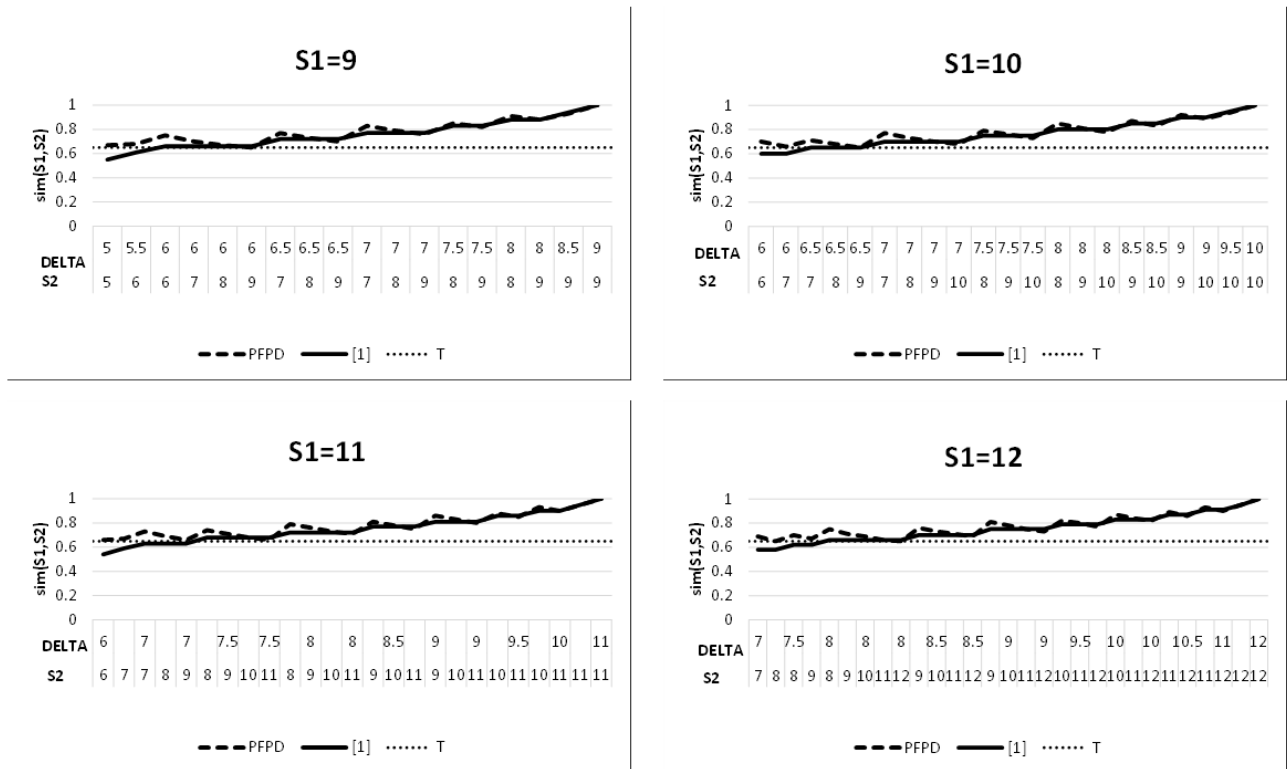 S1=9
sim(S1,S2)
1
0.8
0.6
0.4
0.2
0
DELTA 5 5.5 6 6 6 6 6.5 6.5 6.5 7 7 7 7.5 7.5 8 8 8.5 9
S2 5 6 6 7 8 9 7 8 9 7 8 9 8 9 8 9 9 9
PFPD [1] T
S1=10
sim(S1,S2)
1
0.8
0.6
0.4
0.2
0
DELTA 6 6 6.5 6.5 6.5 7 7 7 7 7.5 7.5 7.5 8 8 8 8.5 8.5 9 9 9.5 10
S2 6 7 7 8 9 7 8 9 10 8 9 10 8 9 10 9 10 9 10 10 10
PFPD [1] T
S1=11
sim(S1,S2)
1
0.8
0.6
0.4
0.2
0
DELTA 6 7 7 7.5 7.5 8 8 8.5 9 9 9.5 10 11
S2 6 7 7 8 9 8 9 10 11 8 9 10 11 9 10 11 9 10 11 10 11 10 11 11 11
PFPD [1] T
S1=12
sim(S1,S2)
1
0.8
0.6
0.4
0.2
0
DELTA 7 7.5 8 8 8 8.5 8.5 9 9 9.5 10 10 10.5 11 12
S2 7 8 8 9 8 9 10 11 12 9 10 11 12 9 10 11 12 10 11 12 10 11 12 11 12 11 12 12 12
PFPD [1] T